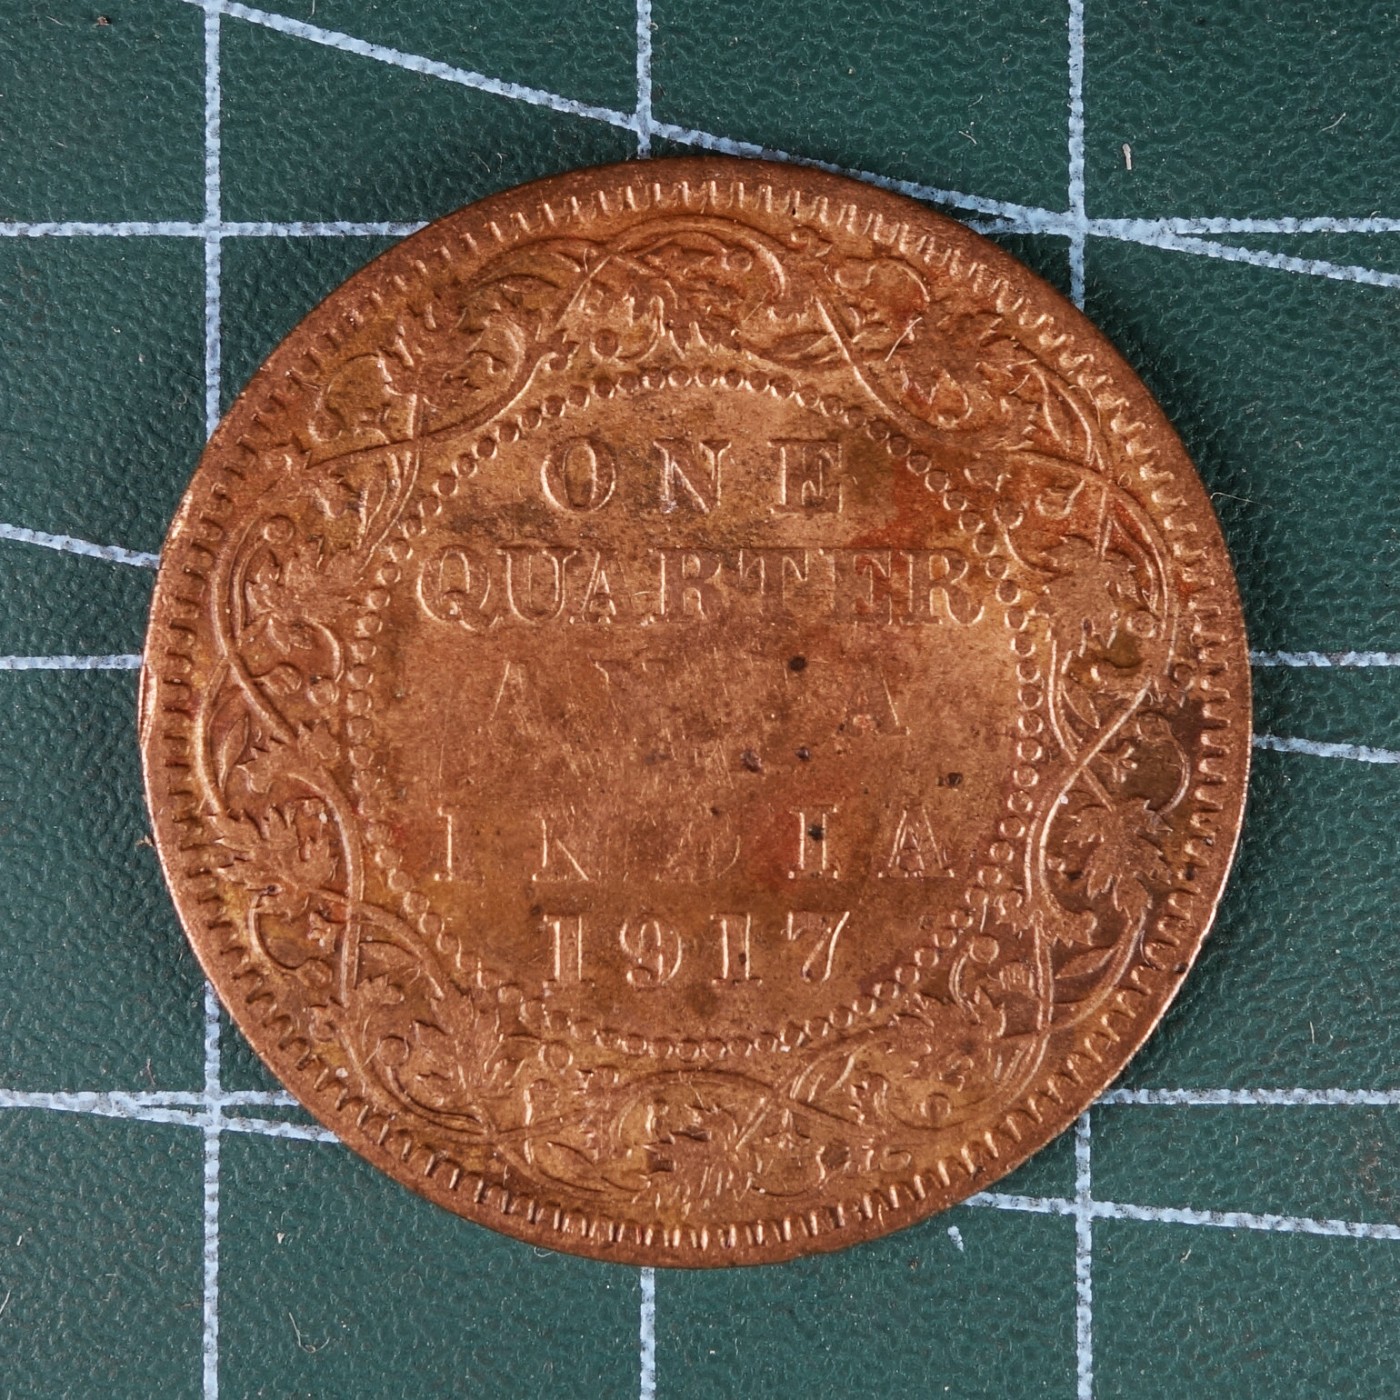 ONE
QUARTER
ANNA
INDIA
1917